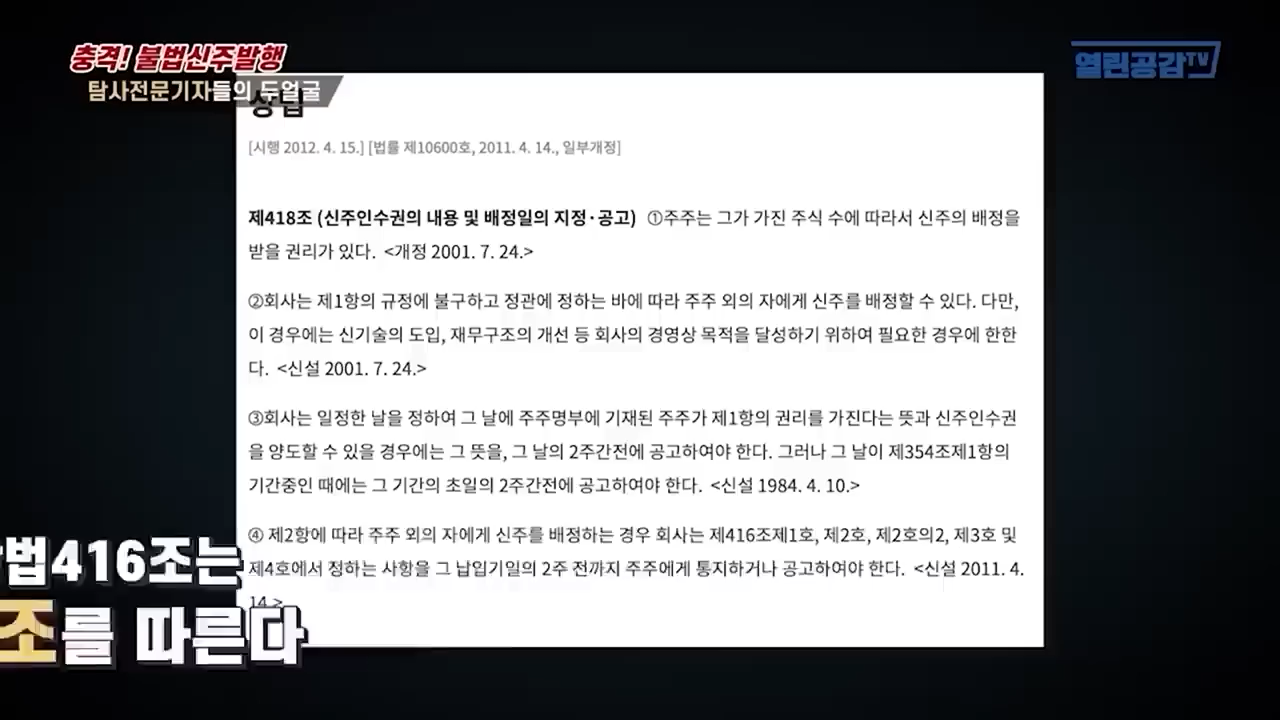 충격! 불법신주발행
탐사전문기자들의 두얼굴
열린공감TV
상법
[시행 2012. 4. 15.] [법률 제10600호, 2011. 4. 14., 일부개정]
제418조 (신주인수권의 내용 및 배정일의 지정·공고) ①주주는 그가 가진 주식 수에 따라서 신주의 배정을
받을 권리가 있다. <개정 2001. 7. 24.>
②회사는 제1항의 규정에 불구하고 정관에 정하는 바에 따라 주주 외의 자에게 신주를 배정할 수 있다. 다만,
이 경우에는 신기술의 도입, 재무구조의 개선 등 회사의 경영상 목적을 달성하기 위하여 필요한 경우에 한한
다. <신설 2001. 7. 24.>
③회사는 일정한 날을 정하여 그 날에 주주명부에 기재된 주주가 제1항의 권리를 가진다는 뜻과 신주인수권
을 양도할 수 있을 경우에는 그 뜻을, 그 날의 2주간전에 공고하여야 한다. 그러나 그 날이 제354조제1항의
기간중인 때에는 그 기간의 초일의 2주간전에 공고하여야 한다. <신설 1984. 4. 10.>
④ 제2항에 따라 주주 외의 자에게 신주를 배정하는 경우 회사는 제416조제1호, 제2호, 제2호의2, 제3호 및
제4호에서 정하는 사항을 그 납입기일의 2주 전까지 주주에게 통지하거나 공고하여야 한다. <신설 2011. 4.
14.>
법416조는
조를 따른다